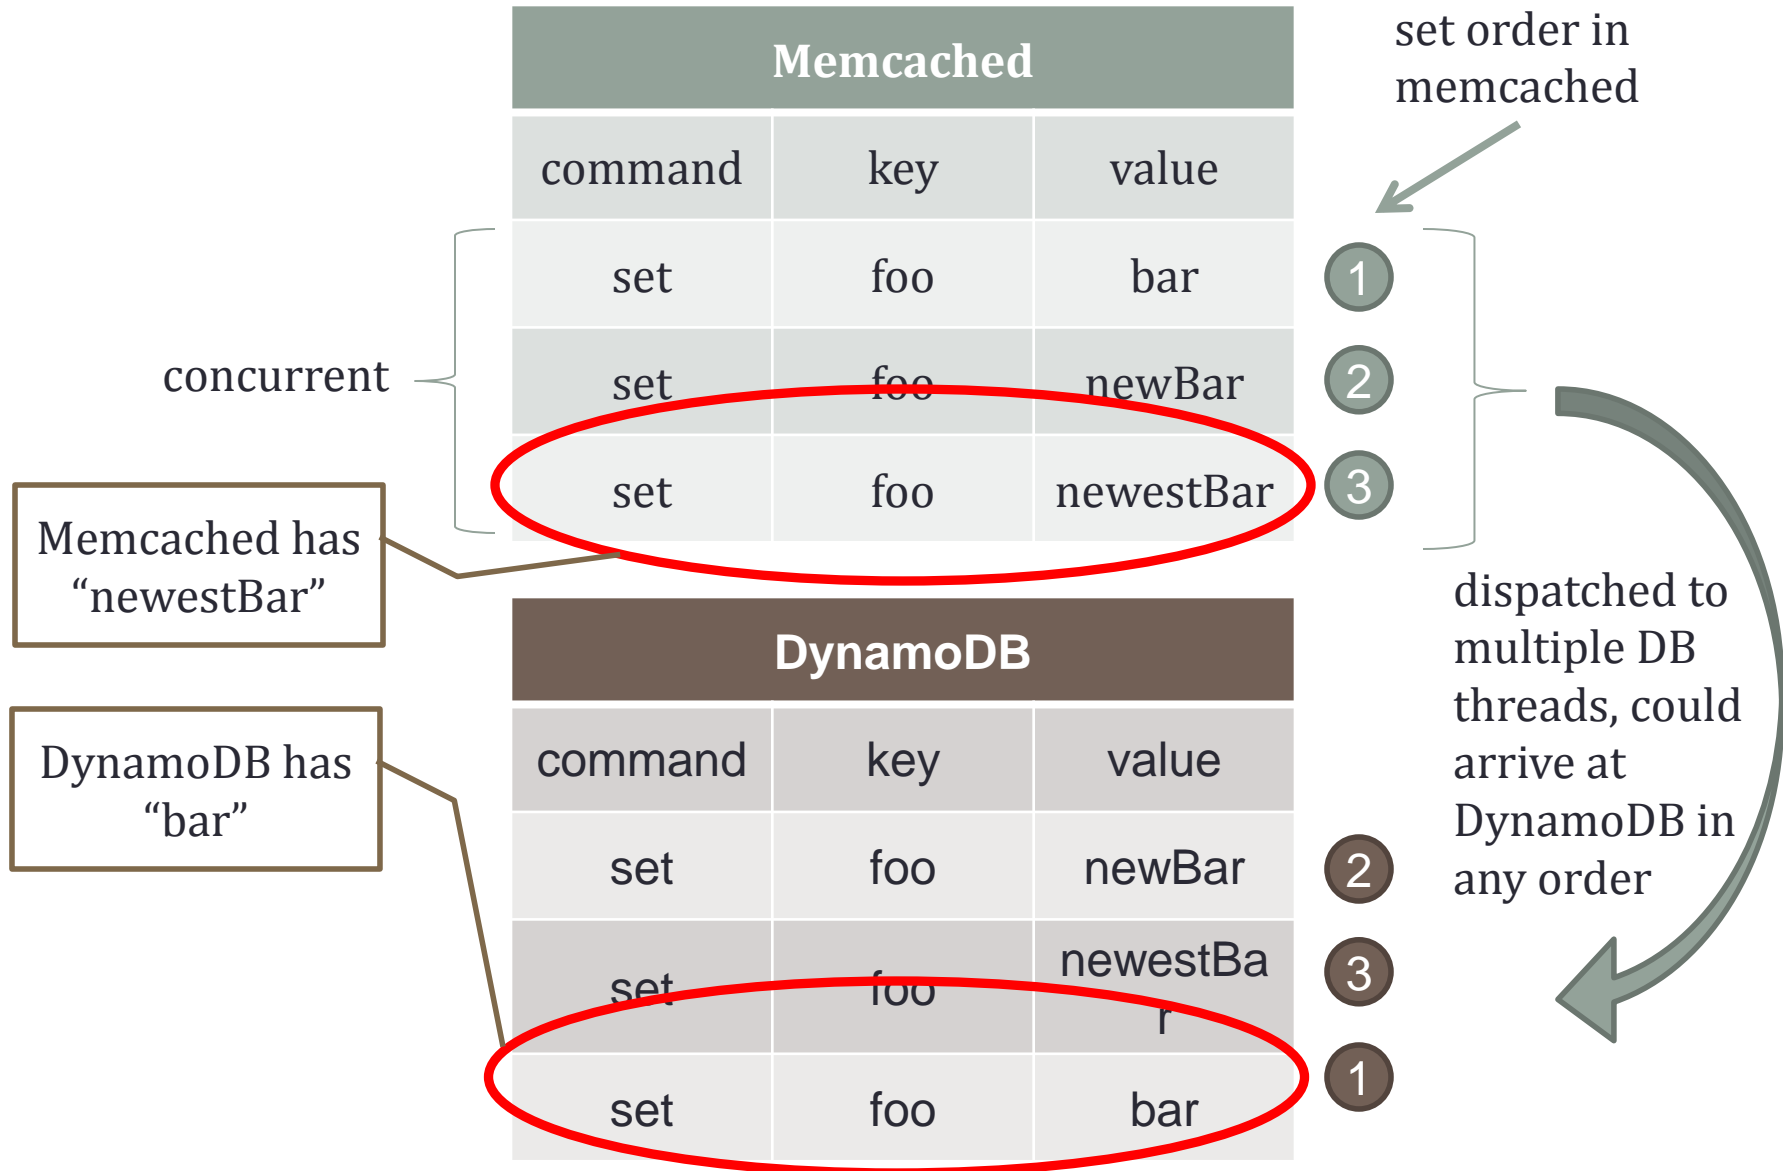 Memcached
set order in
memcached
command key value
set foo bar 1
concurrent
set foo newBar 2
set foo newestBar 3
Memcached has
“newestBar”
dispatched to
multiple DB
threads, could
arrive at
DynamoDB in
any order
DynamoDB
DynamoDB has
“bar”
command key value
set foo newBar 2
set foo newestBa
r 3
set foo bar 1